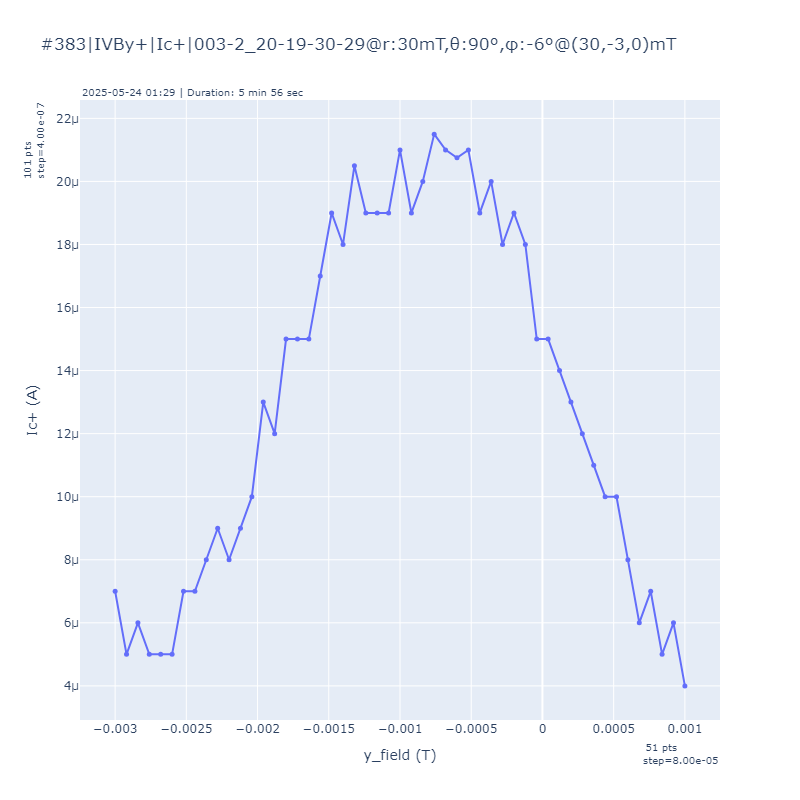 #383|IVBy+|Ic+|003-2_20-19-30-29@r:30mT,θ:90°,φ:-6°@(30,-3,0)mT
2025-05-24 01:29 | Duration: 5 min 56 sec
101 pts
step=4.00e-07
22μ
20μ
18μ
16μ
14μ
12μ
10μ
8μ
6μ
4μ
Ic+ (A)
−0.003
−0.0025
−0.002
−0.0015
−0.001
−0.0005
0
0.0005
0.001
y_field (T)
51 pts
step=8.00e-05